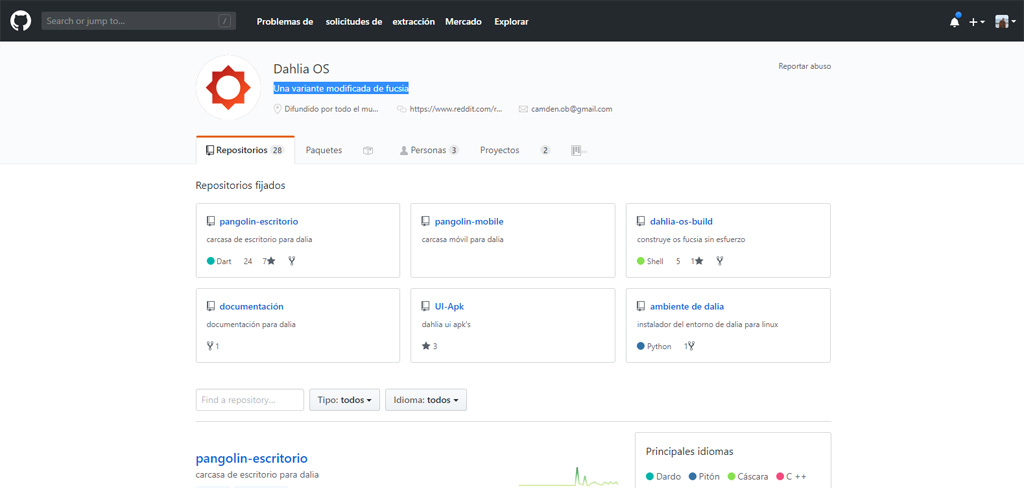 Search or jump to... /
Problemas de solicitudes de extracción Mercado Explorar
Dahlia OS
Reportar abuso
Una variante modificada de fucsia
Difundido por todo el mu... https://www.reddit.com/r... camden.ob@gmail.com
Repositorios 28 Paquetes Personas 3 Proyectos 2
Repositorios fijados
pangolin-escritorio
carcasa de escritorio para dalia
Dart 24 7
pangolin-mobile
carcasa móvil para dalia
dahlia-os-build
construye os fucsia sin esfuerzo
Shell 5 1
documentación
documentación para dalia
1
UI-Apk
dahlia ui apk's
3
ambiente de dalia
instalador del entorno de dalia para linux
Python 1
Find a repository... Tipo: todos Idioma: todos
pangolin-escritorio
carcasa de escritorio para dalia
Principales idiomas
Dardo Pitón Cáscara C ++